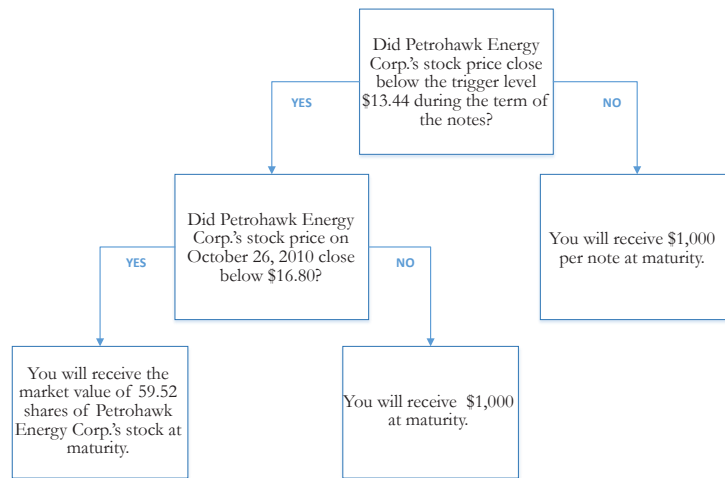 Did Petrohawk Energy
Corp.'s stock price close
below the trigger level
$13.44 during the term of
the notes?
YES
NO
Did Petrohawk Energy
Corp.'s stock price on
October 26, 2010 close
below $16.80?
You will receive $1,000
per note at maturity.
YES
NO
You will receive the
market value of 59.52
shares of Petrohawk
Energy Corp.'s stock at
maturity.
You will receive $1,000
at maturity.